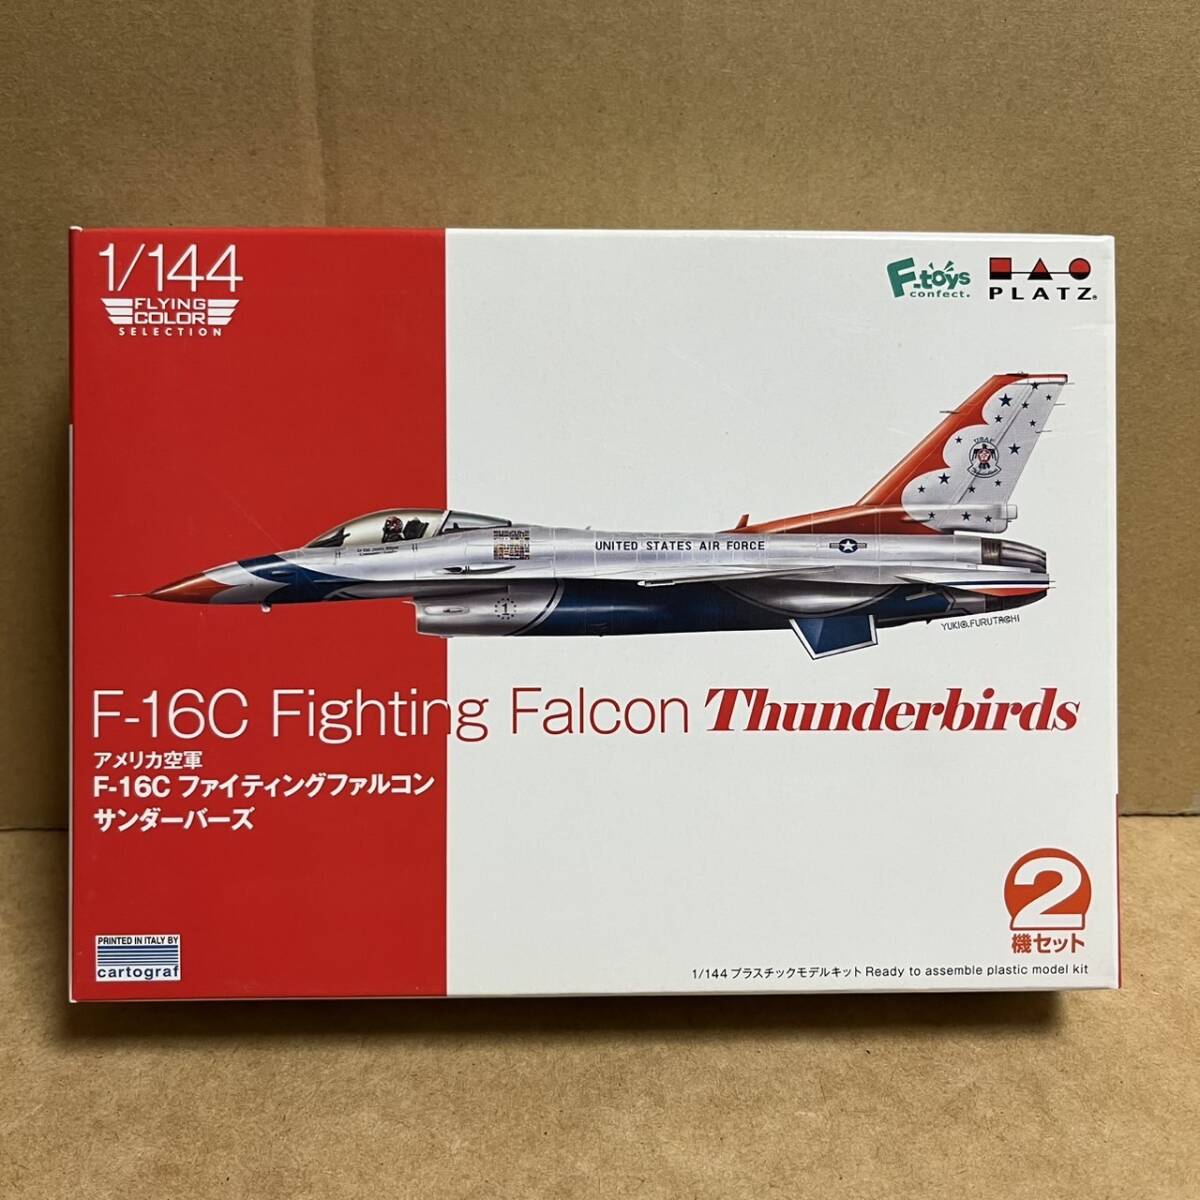 1/144
FLYING
COLOR
SELECTION
F-toys
confect.
PLATZ®
USAF
UNITED STATES AIR FORCE
1
YUKIO.FURUTACHI
F-16C Fighting Falcon Thunderbirds
アメリカ空軍
F-16C ファイティングファルコン
サンダーバーズ
2
機セット
PRINTED IN ITALY BY
cartograf
1/144 プラスチックモデルキット Ready to assemble plastic model kit